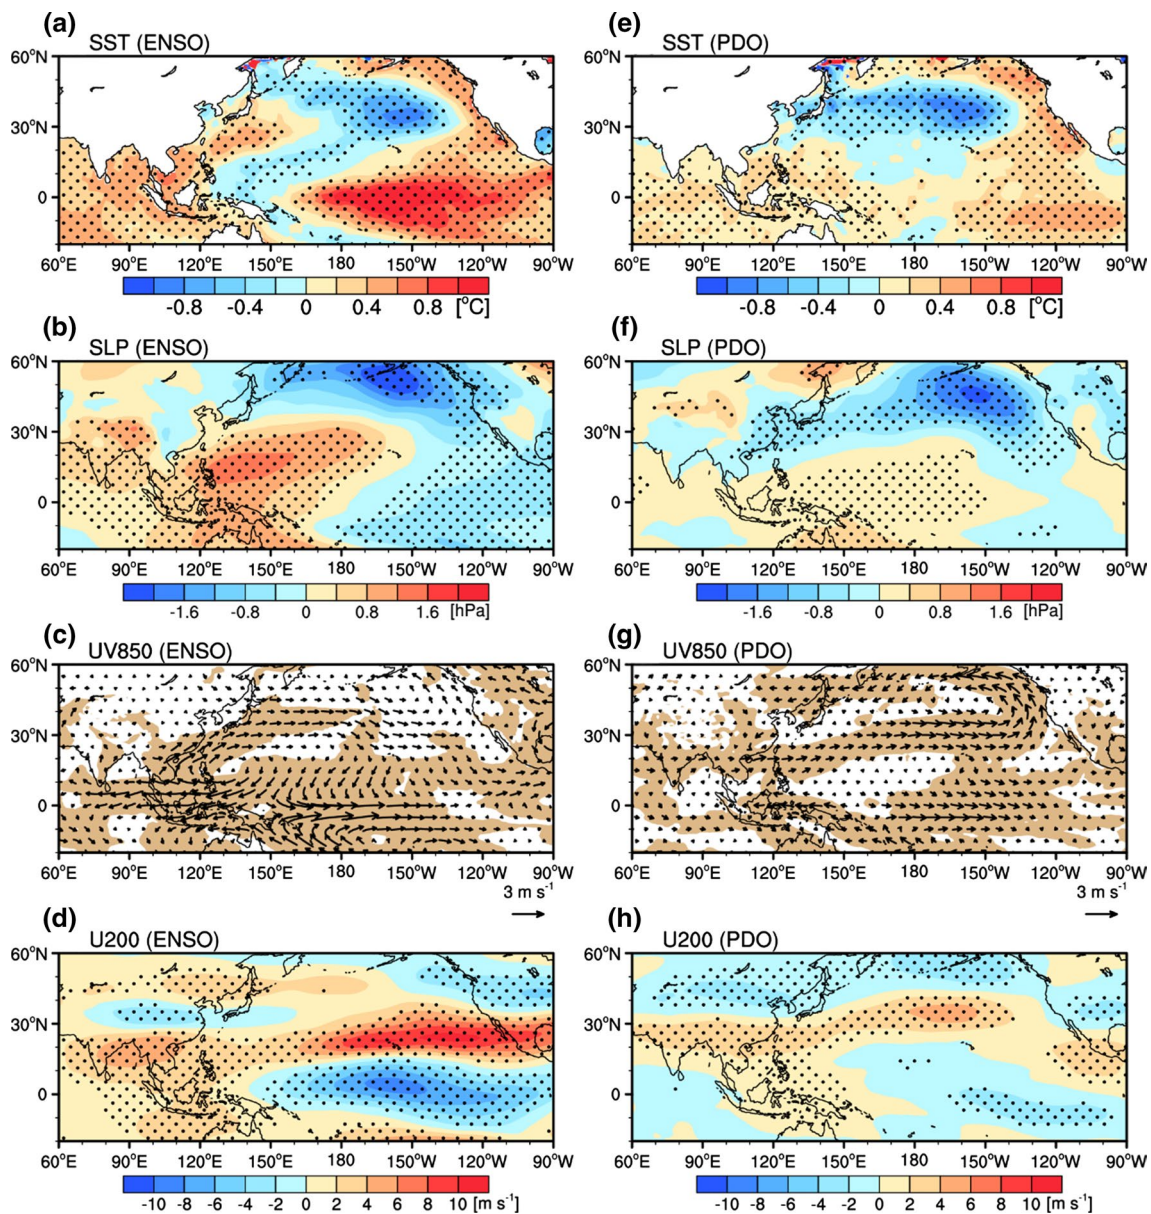 (a)
SST (ENSO)
60°N
30°N
0
60°E 90°E 120°E 150°E 180 150°W 120°W 90°W
-0.8 -0.4 0 0.4 0.8 [°C]
(b)
SLP (ENSO)
60°N
30°N
0
60°E 90°E 120°E 150°E 180 150°W 120°W 90°W
-1.6 -0.8 0 0.8 1.6 [hPa]
(c)
UV850 (ENSO)
60°N
30°N
0
60°E 90°E 120°E 150°E 180 150°W 120°W 90°W
3 m s⁻¹
(d)
U200 (ENSO)
60°N
30°N
0
60°E 90°E 120°E 150°E 180 150°W 120°W 90°W
-10 -8 -6 -4 -2 0 2 4 6 8 10 [m s⁻¹]
(e)
SST (PDO)
60°N
30°N
0
60°E 90°E 120°E 150°E 180 150°W 120°W 90°W
-0.8 -0.4 0 0.4 0.8 [°C]
(f)
SLP (PDO)
60°N
30°N
0
60°E 90°E 120°E 150°E 180 150°W 120°W 90°W
-1.6 -0.8 0 0.8 1.6 [hPa]
(g)
UV850 (PDO)
60°N
30°N
0
60°E 90°E 120°E 150°E 180 150°W 120°W 90°W
3 m s⁻¹
(h)
U200 (PDO)
60°N
30°N
0
60°E 90°E 120°E 150°E 180 150°W 120°W 90°W
-10 -8 -6 -4 -2 0 2 4 6 8 10 [m s⁻¹]